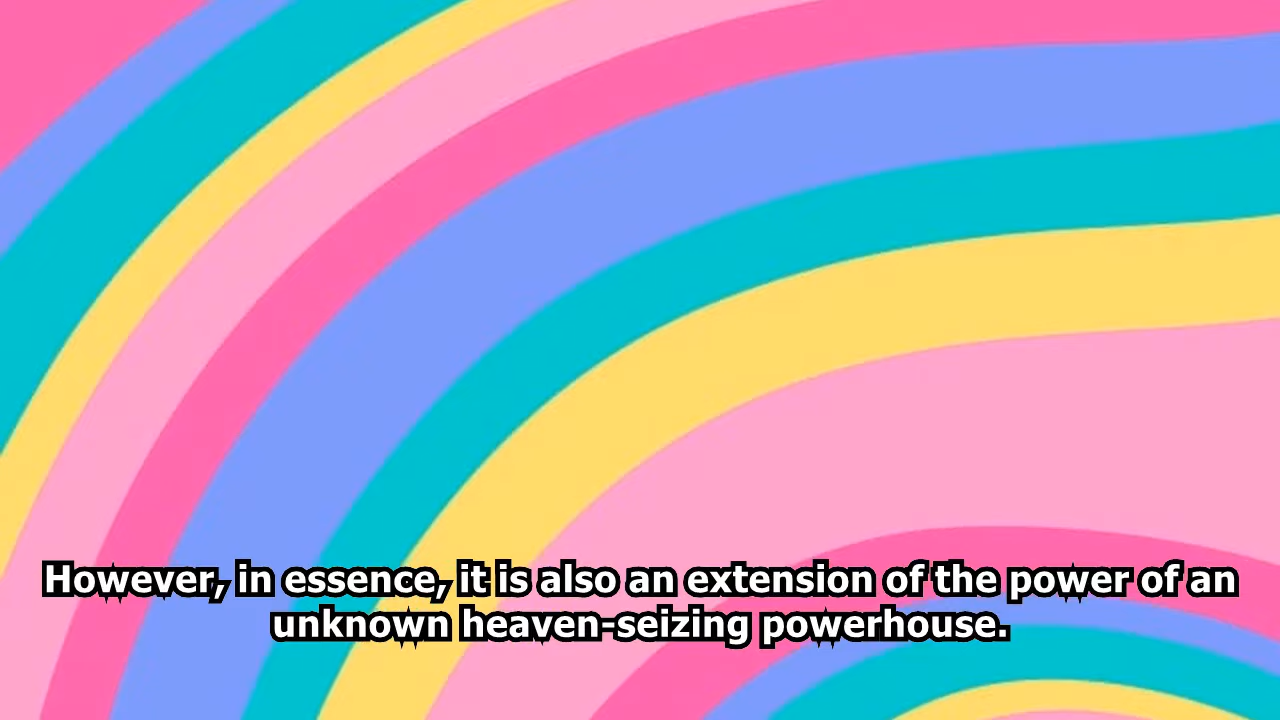 However, in essence, it is also an extension of the power of an
unknown heaven-seizing powerhouse.